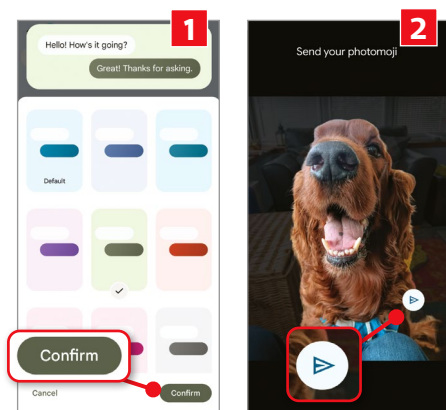 1
Hello! How's it going?
Great! Thanks for asking.
Default
Confirm
Cancel
Confirm
2
Send your photomoji